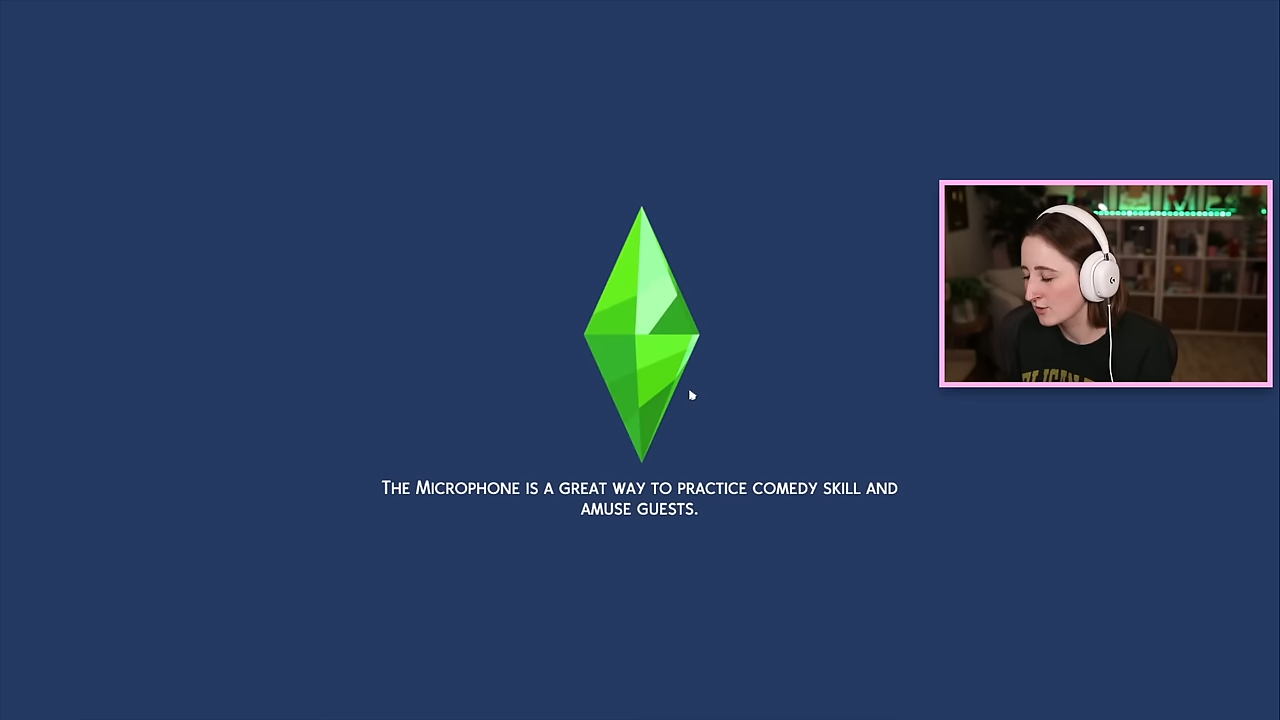 The Microphone is a great way to practice comedy skill and
amuse guests.